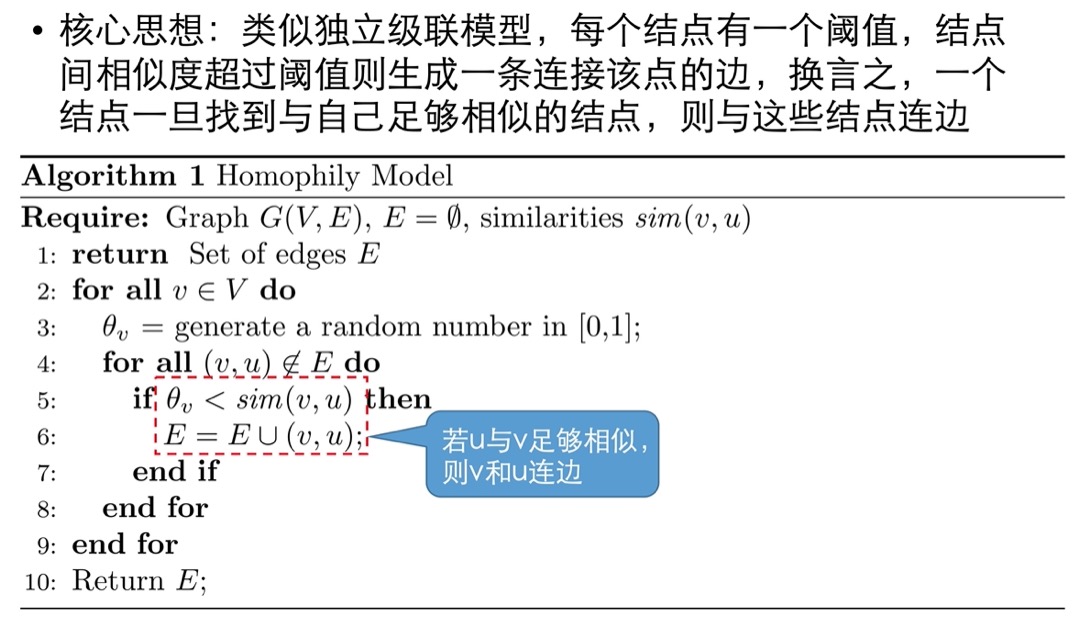 • 核心思想：类似独立级联模型，每个结点有一个阈值，结点
间相似度超过阈值则生成一条连接该点的边，换言之，一个
结点一旦找到与自己足够相似的结点，则与这些结点连边
Algorithm 1 Homophily Model
Require: Graph G(V, E), E = ∅, similarities sim(v, u)
1: return Set of edges E
2: for all v ∈ V do
3: θ_v = generate a random number in [0,1];
4: for all (v, u) ∉ E do
5: if θ_v < sim(v, u) then
6: E = E ∪ (v, u);
若u与v足够相似，
则v和u连边
7: end if
8: end for
9: end for
10: Return E;